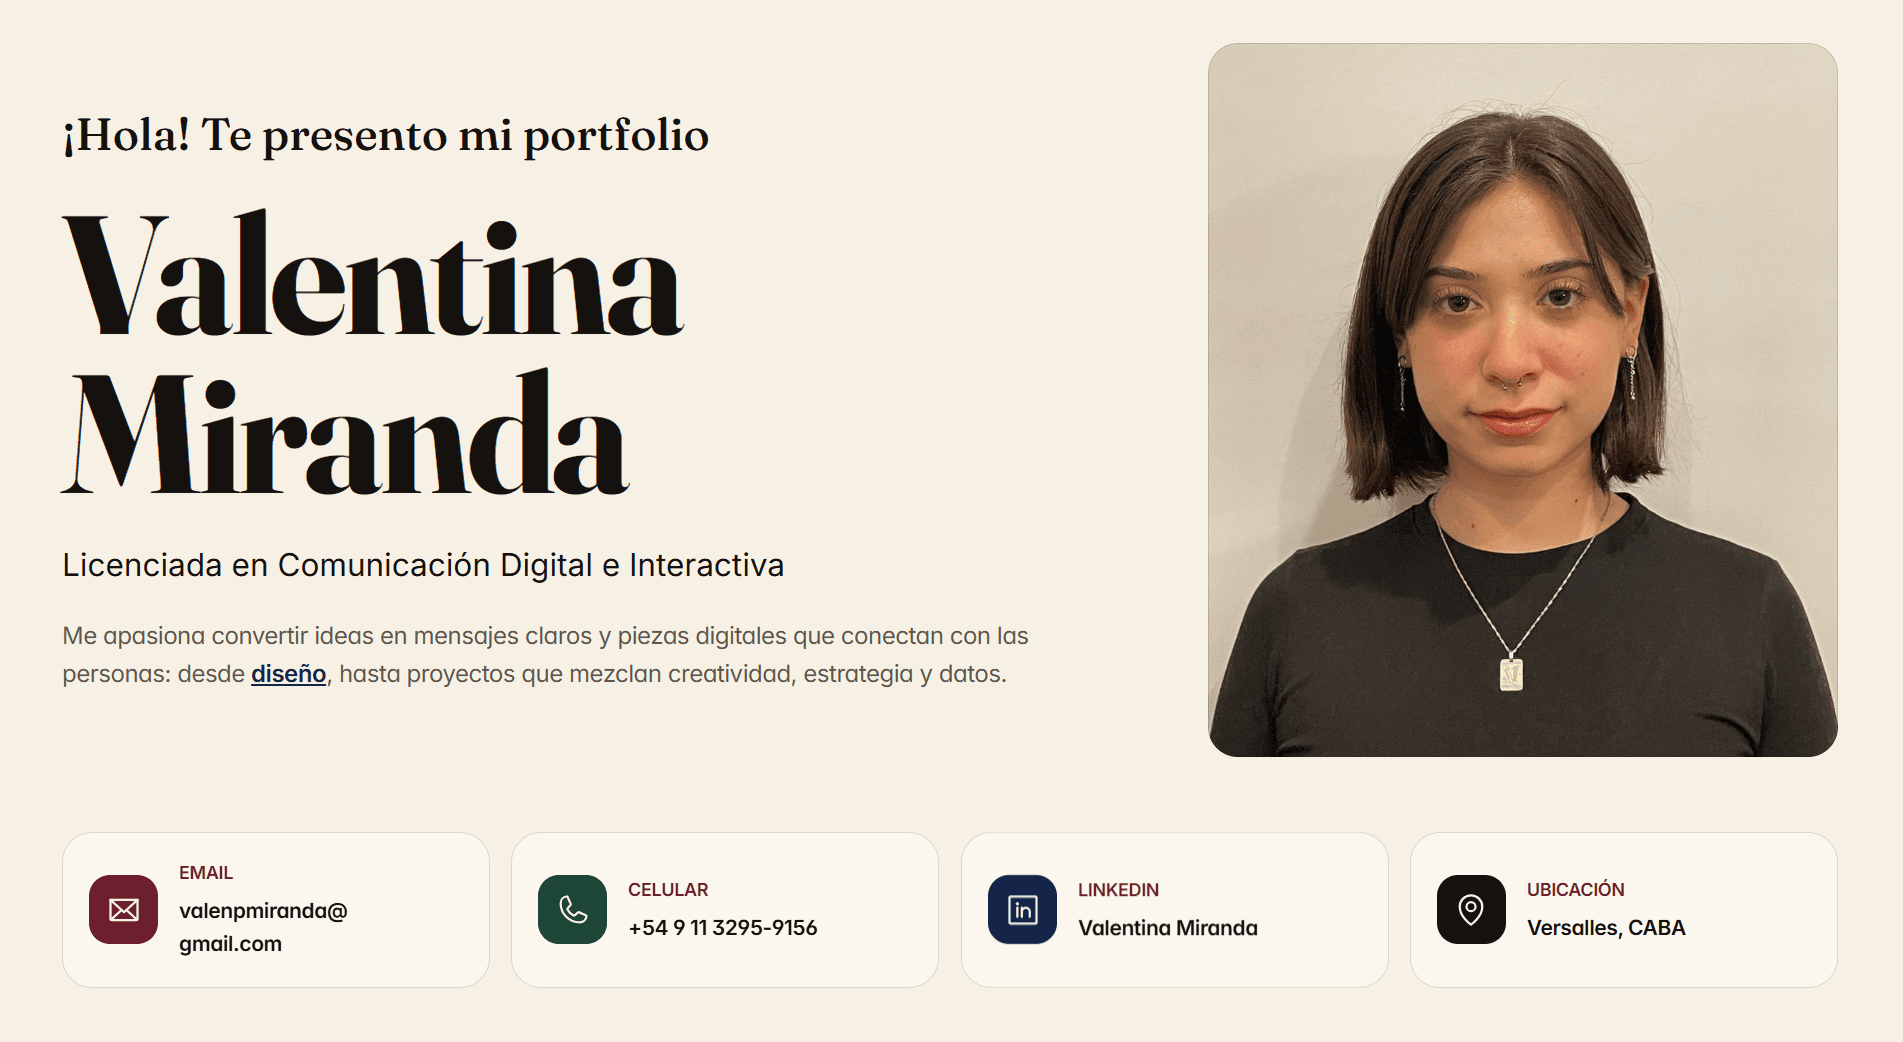 ¡Hola! Te presento mi portfolio
Valentina
Miranda
Licenciada en Comunicación Digital e Interactiva
Me apasiona convertir ideas en mensajes claros y piezas digitales que conectan con las
personas: desde diseño, hasta proyectos que mezclan creatividad, estrategia y datos.
EMAIL
valenpmiranda@
gmail.com
CELULAR
+54 9 11 3295-9156
in
LINKEDIN
Valentina Miranda
UBICACIÓN
Versalles, CABA